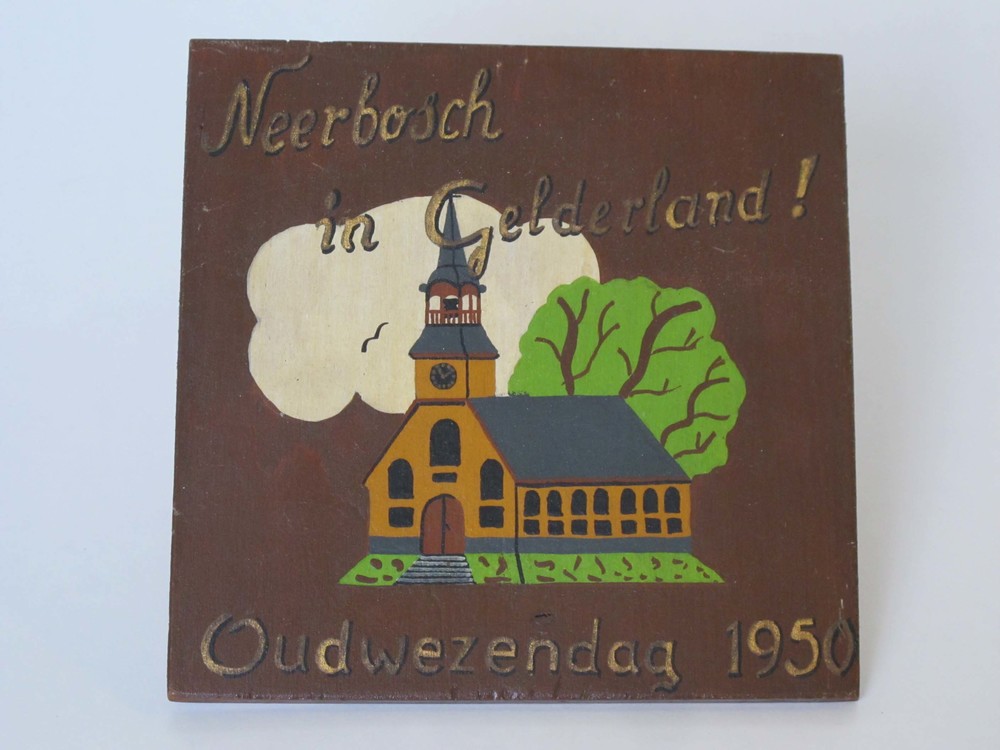 Neerbosch
in Gelderland!
Oudwezendag 1950